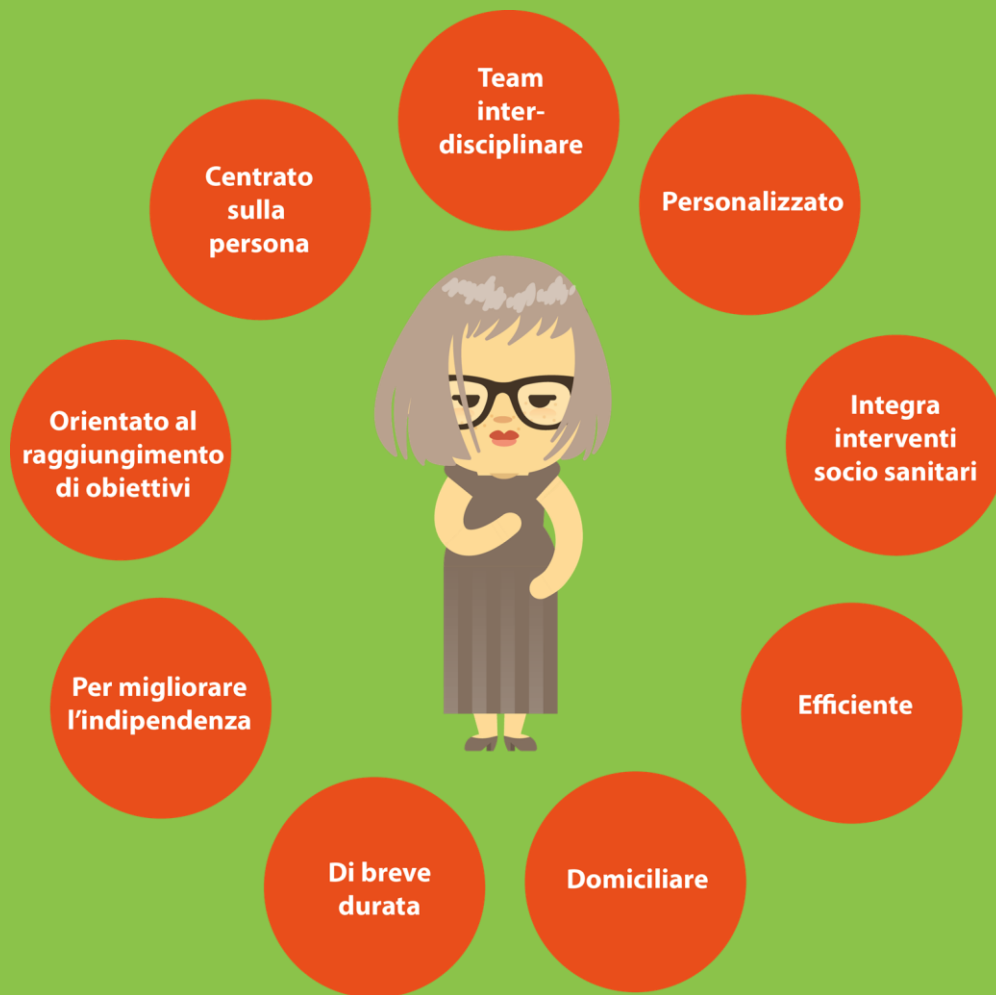 Team
inter-
disciplinare
Personalizzato
Integra
interventi
socio sanitari
Efficiente
Domiciliare
Di breve
durata
Per migliorare
l'indipendenza
Orientato al
raggiungimento
di obiettivi
Centrato
sulla
persona